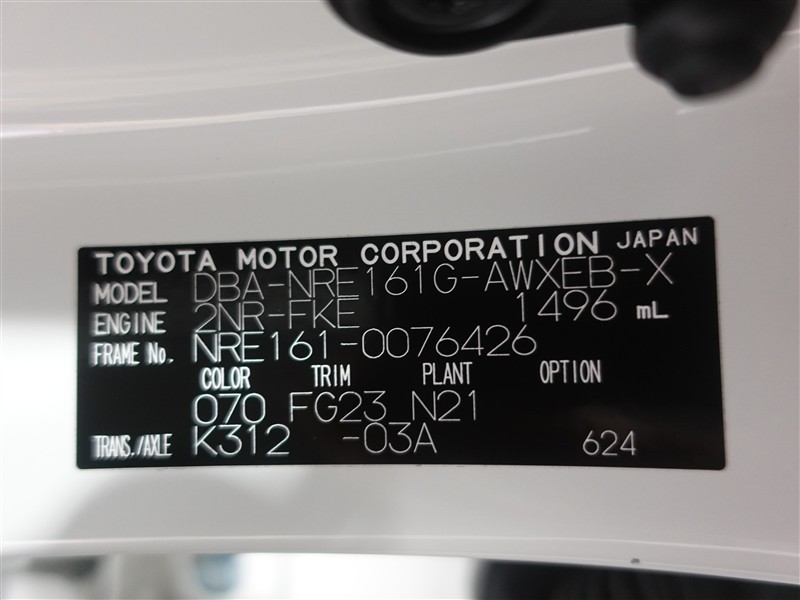 TOYOTA MOTOR CORPORATION JAPAN
MODEL DBA-NRE161G-AWXEB-X
ENGINE 2NR-FKE 1496 mL
FRAME No. NRE161-0076426
COLOR TRIM PLANT OPTION
070 FG23 N21
TRANS./AXLE K312 -03A 624